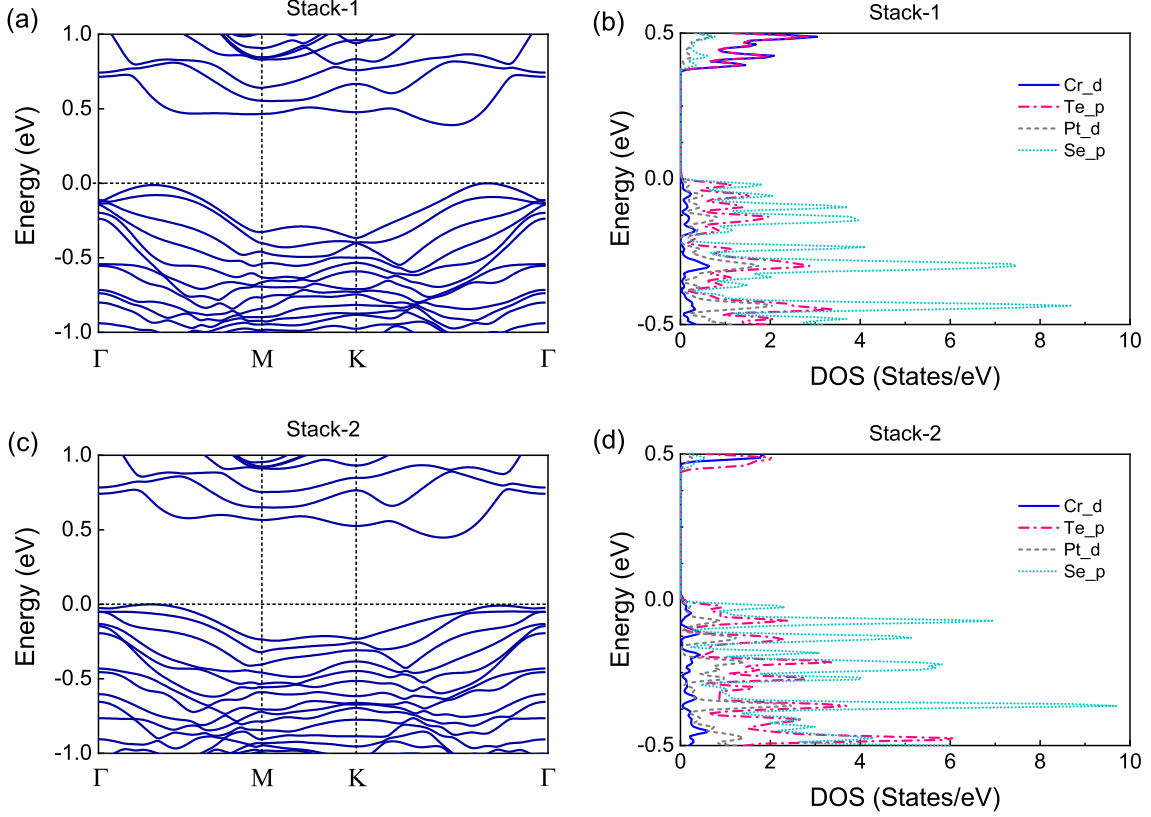 (a)
Stack-1
Energy (eV)
1.0
0.5
0.0
-0.5
-1.0
Γ
M
K
Γ
(b)
Stack-1
Energy (eV)
0.5
0.0
-0.5
Cr_d
Te_p
Pt_d
Se_p
0 2 4 6 8 10
DOS (States/eV)
(c)
Stack-2
Energy (eV)
1.0
0.5
0.0
-0.5
-1.0
Γ
M
K
Γ
(d)
Stack-2
Energy (eV)
0.5
0.0
-0.5
Cr_d
Te_p
Pt_d
Se_p
0 2 4 6 8 10
DOS (States/eV)